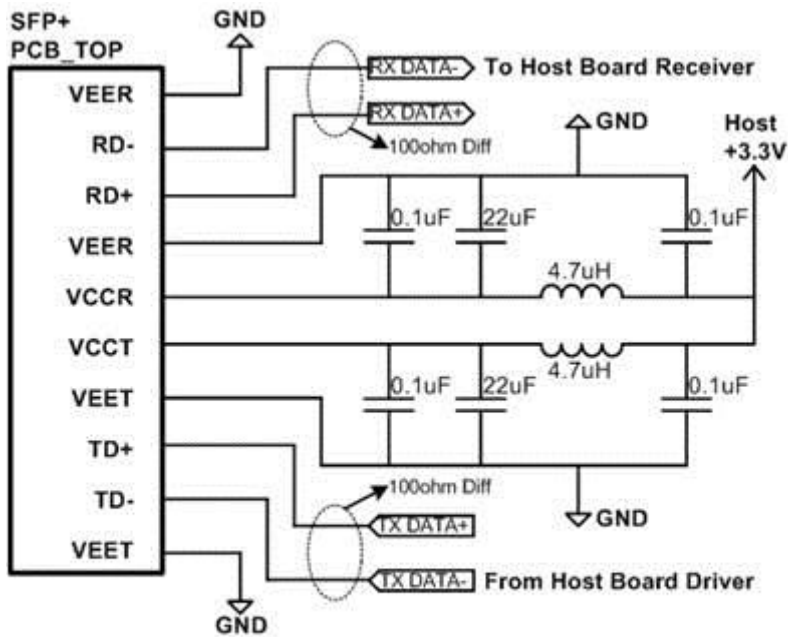 SFP+
PCB_TOP
GND
VEER
RX DATA-
To Host Board Receiver
RD-
RX DATA+
100ohm Diff
GND
Host
+3.3V
RD+
VEER
0.1uF
22uF
0.1uF
4.7uH
VCCR
VCCT
4.7uH
VEET
0.1uF
22uF
0.1uF
TD+
100ohm Diff
TD-
TX DATA+
GND
VEET
TX DATA-
From Host Board Driver
GND